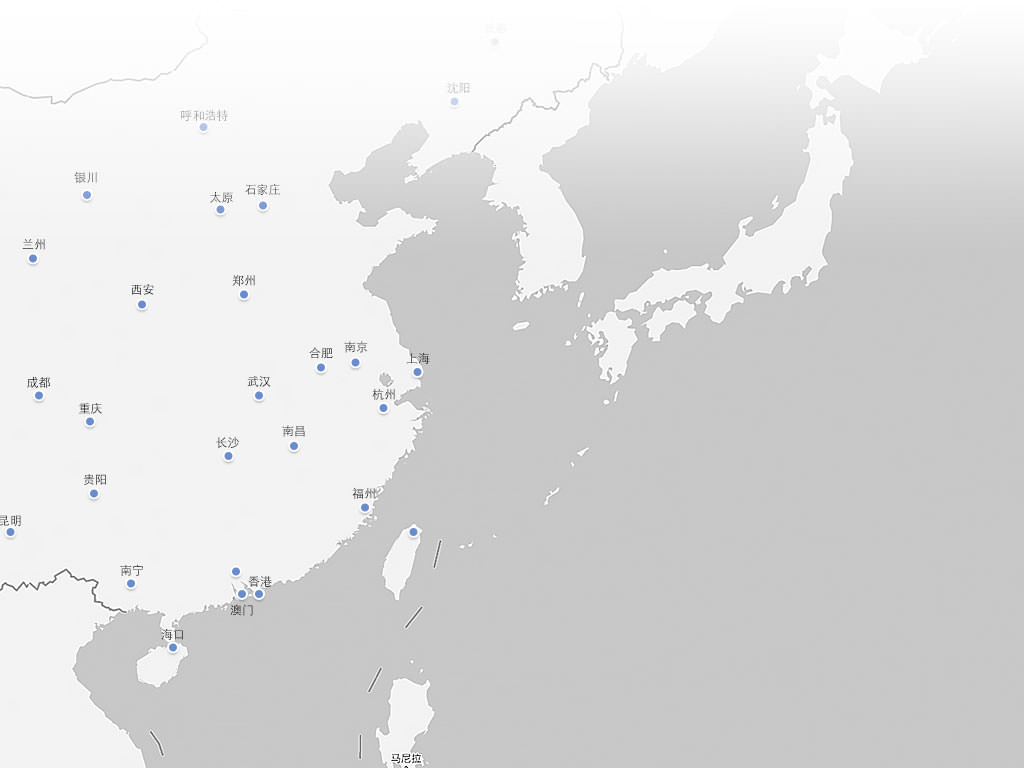 沈阳
呼和浩特
银川
太原
石家庄
兰州
郑州
西安
合肥
南京
上海
成都
武汉
杭州
重庆
南昌
长沙
贵阳
福州
昆明
南宁
香港
澳门
海口
马尼拉